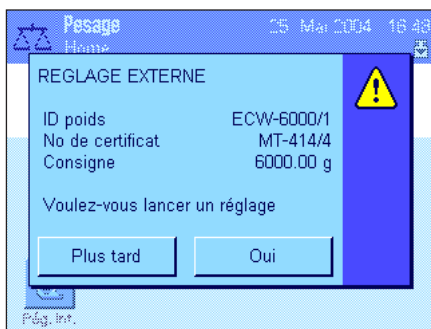 Pesage
25 Mai 2004 16:48
Home
REGLAGE EXTERNE
ID poids ECW-6000/1
No de certificat MT-414/4
Consigne 6000.00 g
Voulez-vous lancer un réglage
Plus tard
Oui
Rég. Int.